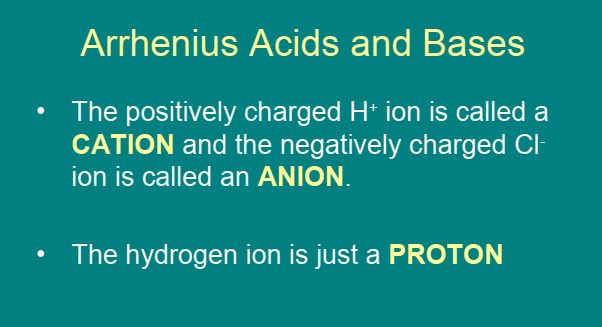 Arrhenius Acids and Bases
• The positively charged H⁺ ion is called a
CATION and the negatively charged Cl⁻
ion is called an ANION.
• The hydrogen ion is just a PROTON